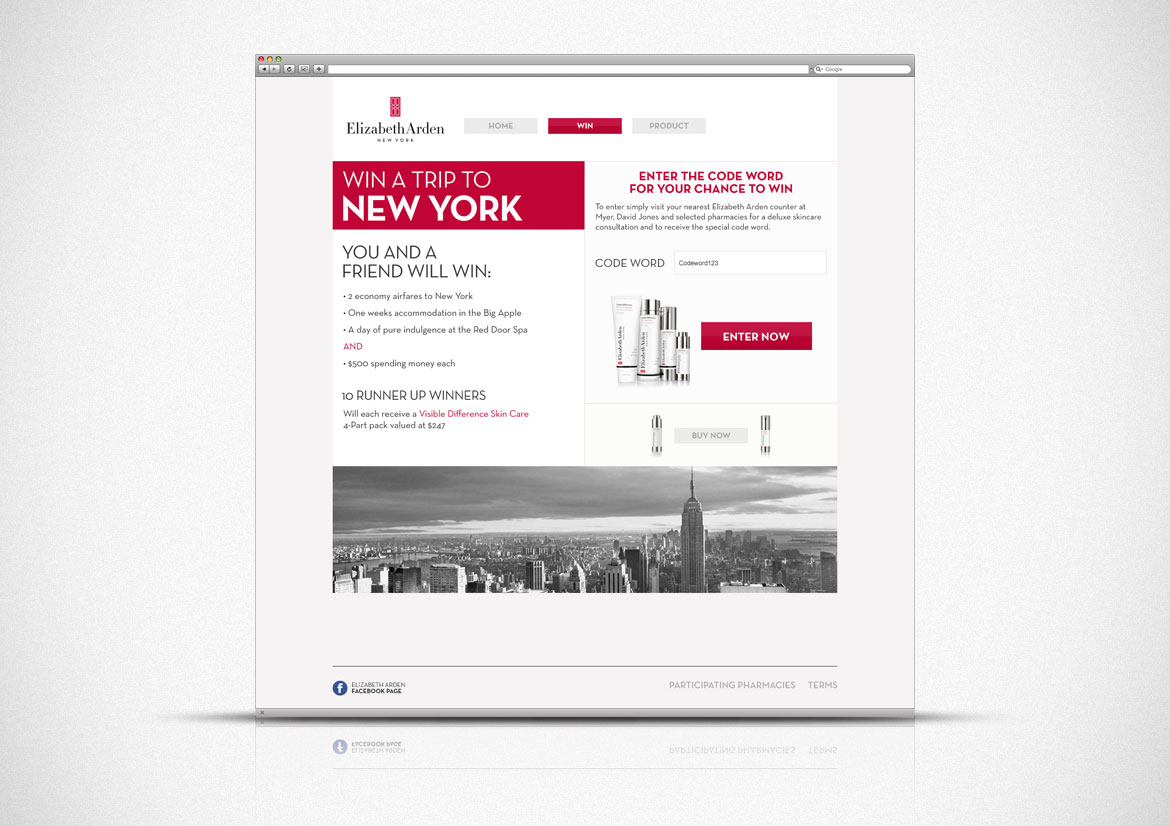 Google
ElizabethArden
NEW YORK
HOME
WIN
PRODUCT
WIN A TRIP TO
NEW YORK
YOU AND A
FRIEND WILL WIN:
• 2 economy airfares to New York
• One weeks accommodation in the Big Apple
• A day of pure indulgence at the Red Door Spa
AND
• $500 spending money each
10 RUNNER UP WINNERS
Will each receive a Visible Difference Skin Care
4-Part pack valued at $247
ENTER THE CODE WORD
FOR YOUR CHANCE TO WIN
To enter simply visit your nearest Elizabeth Arden counter at
Myer, David Jones and selected pharmacies for a deluxe skincare
consultation and to receive the special code word.
CODE WORD
Codeword123
Elizabeth Arden
Elizabeth Arden
Elizabeth Arden
ENTER NOW
BUY NOW
ELIZABETH ARDEN
FACEBOOK PAGE
PARTICIPATING PHARMACIES
TERMS